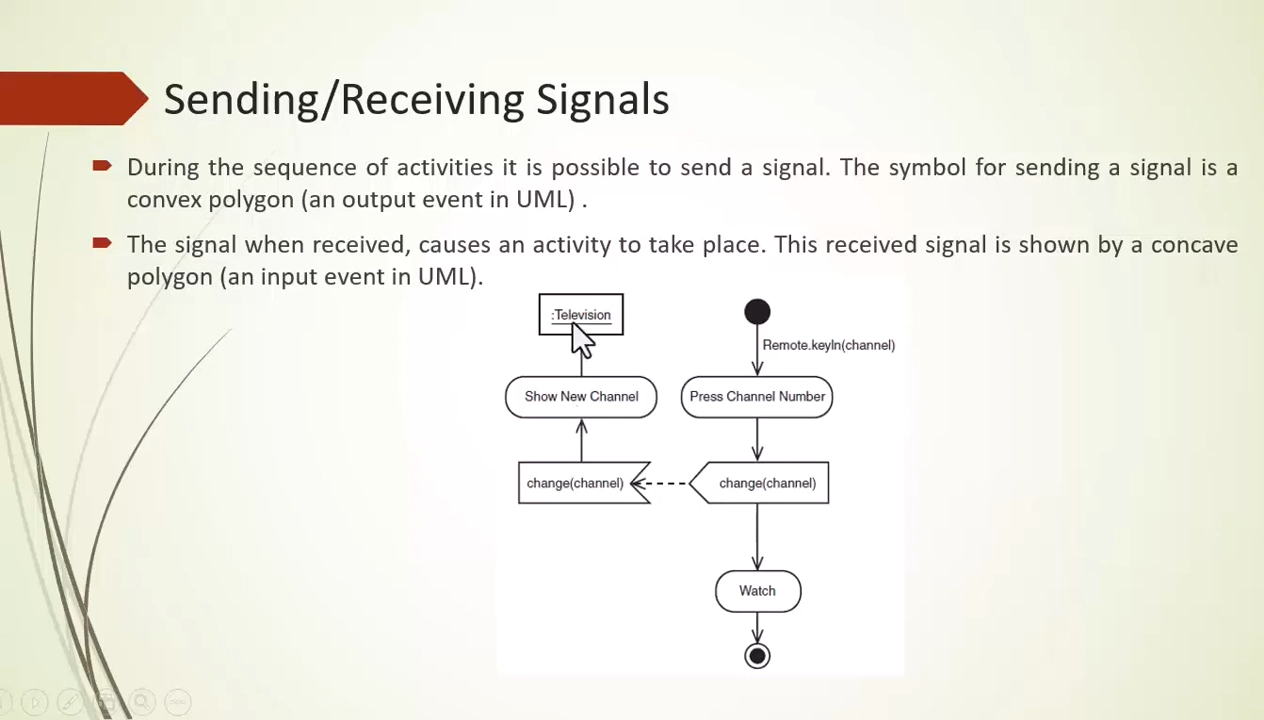 Sending/Receiving Signals
During the sequence of activities it is possible to send a signal. The symbol for sending a signal is a
convex polygon (an output event in UML) .
The signal when received, causes an activity to take place. This received signal is shown by a concave
polygon (an input event in UML).
:Television
Remote.keyIn(channel)
Show New Channel
Press Channel Number
change(channel)
change(channel)
Watch